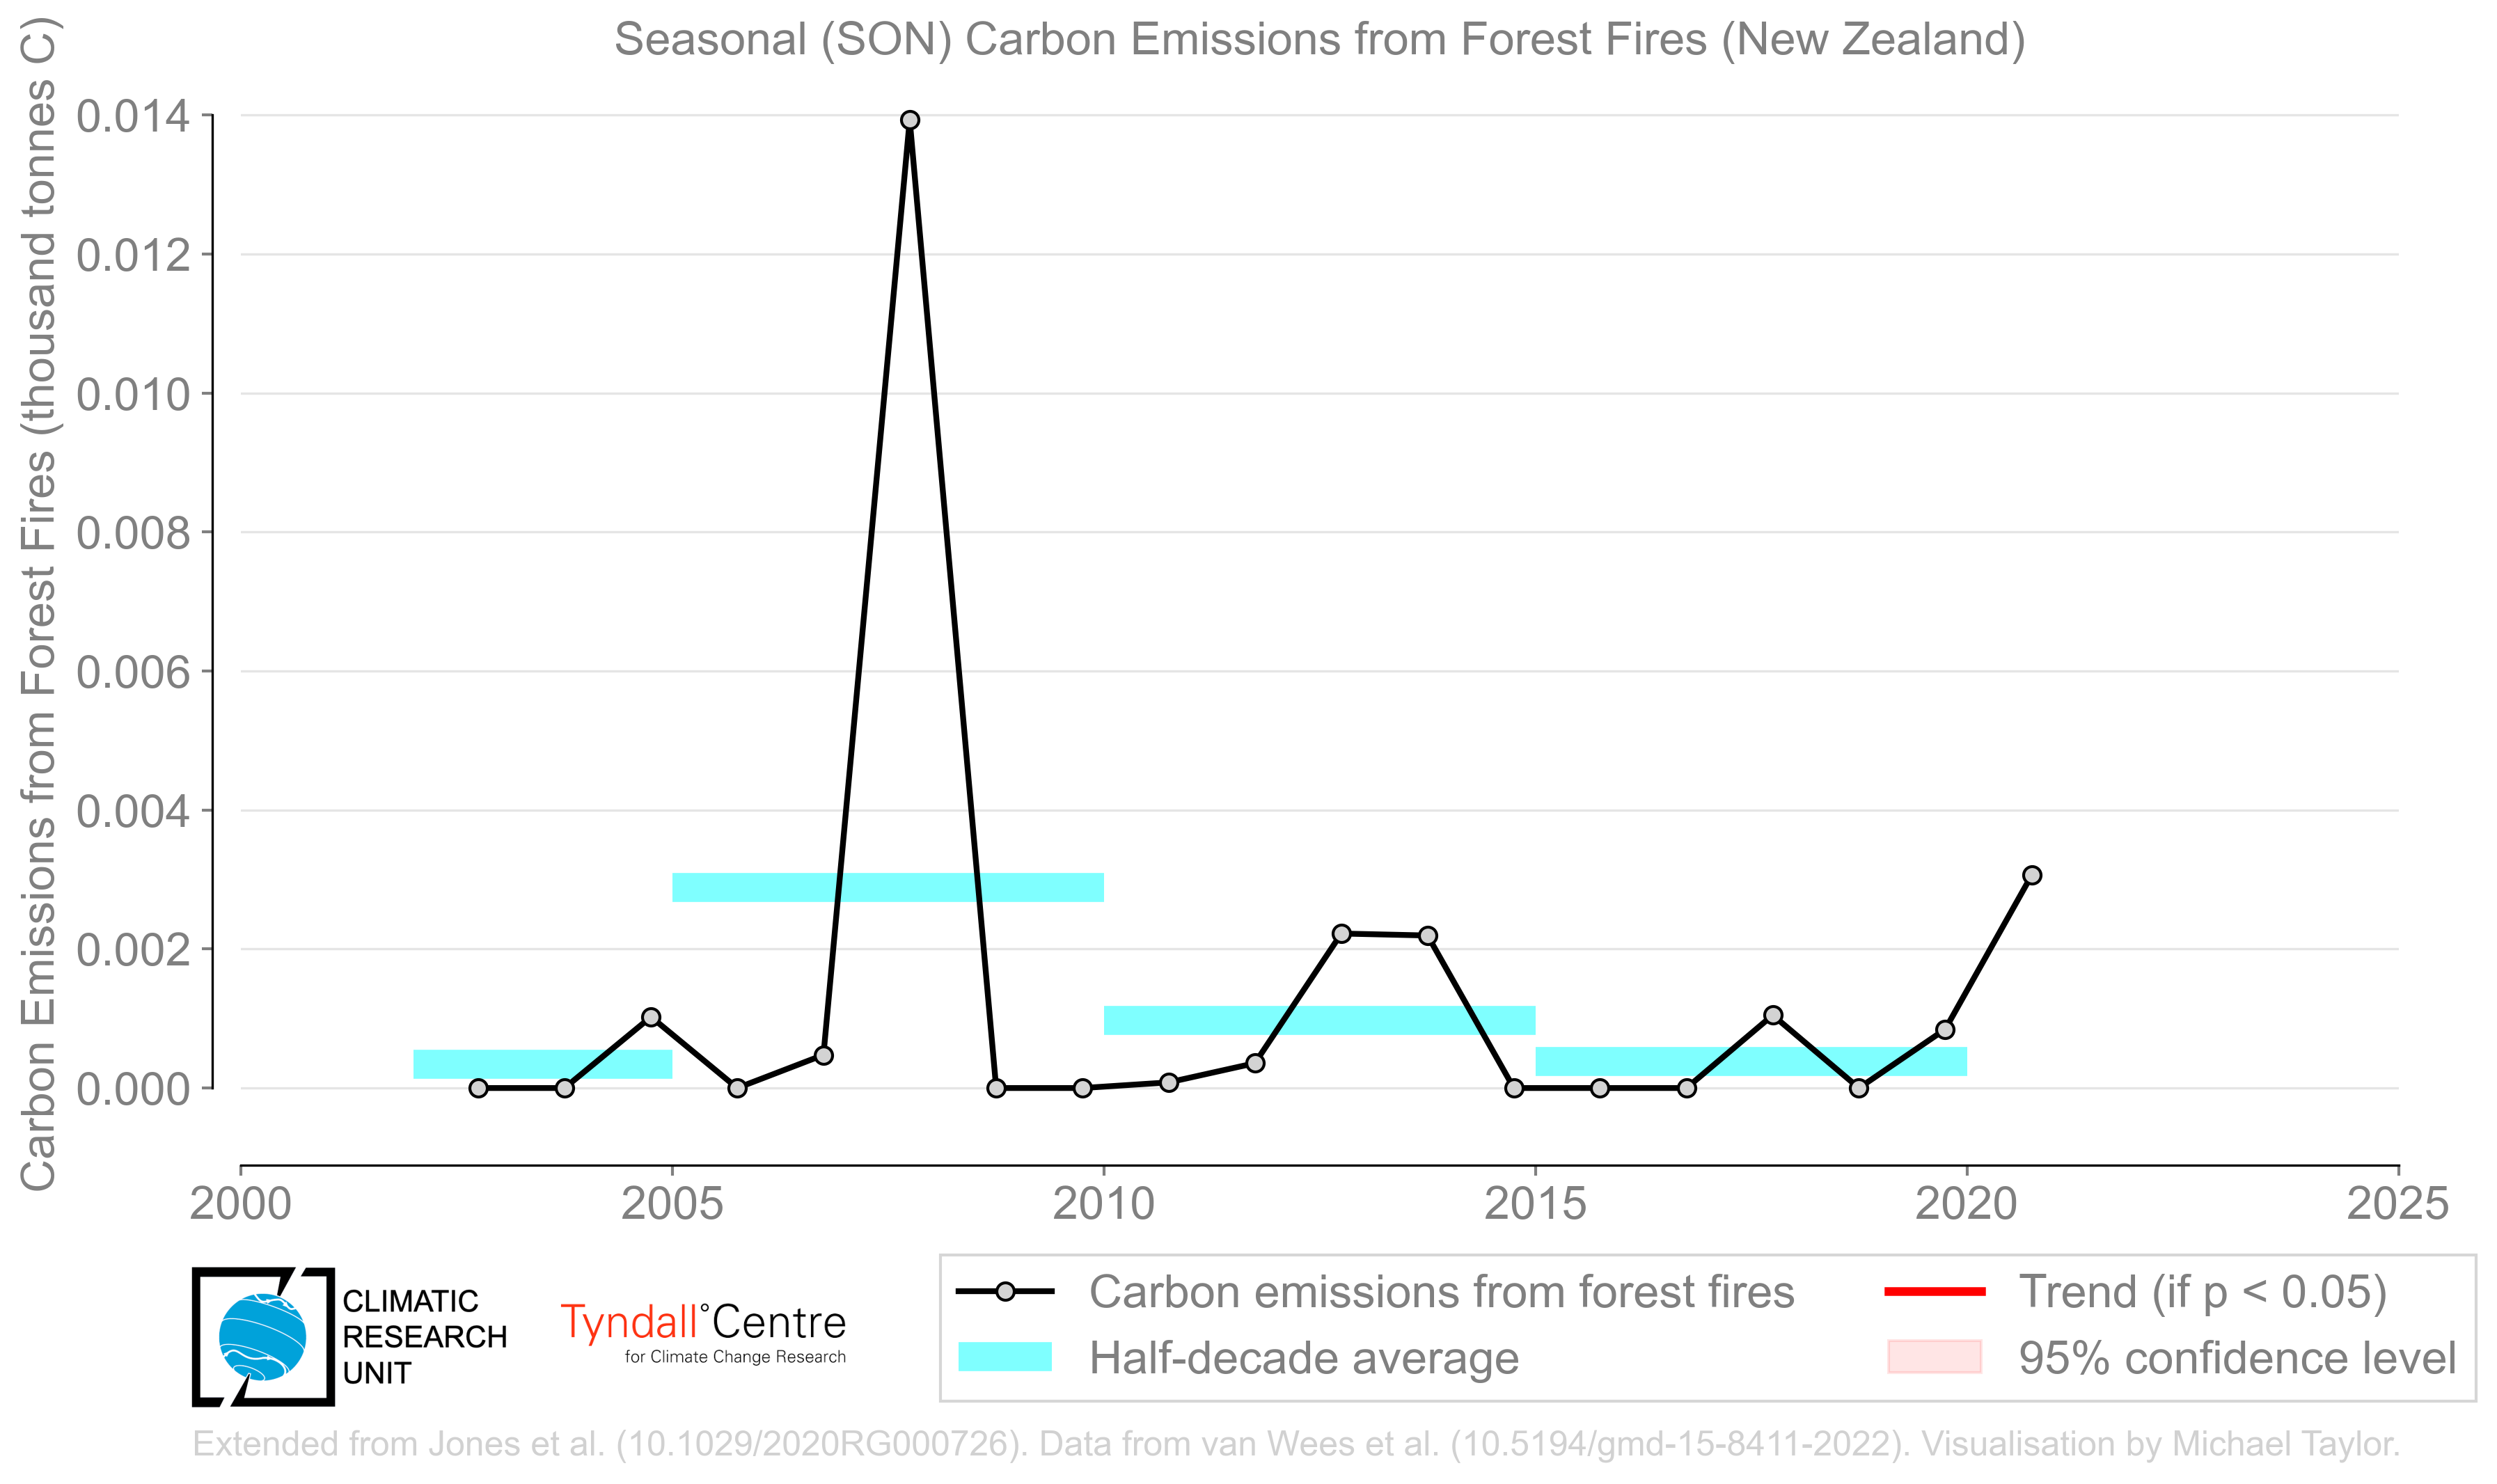 Seasonal (SON) Carbon Emissions from Forest Fires (New Zealand)
Carbon Emissions from Forest Fires (thousand tonnes C)
0.014
0.012
0.010
0.008
0.006
0.004
0.002
0.000
2000 2005 2010 2015 2020 2025
CLIMATIC
RESEARCH
UNIT
Tyndall°Centre
for Climate Change Research
Carbon emissions from forest fires
Half-decade average
Trend (if p < 0.05)
95% confidence level
Extended from Jones et al. (10.1029/2020RG000726). Data from van Wees et al. (10.5194/gmd-15-8411-2022). Visualisation by Michael Taylor.